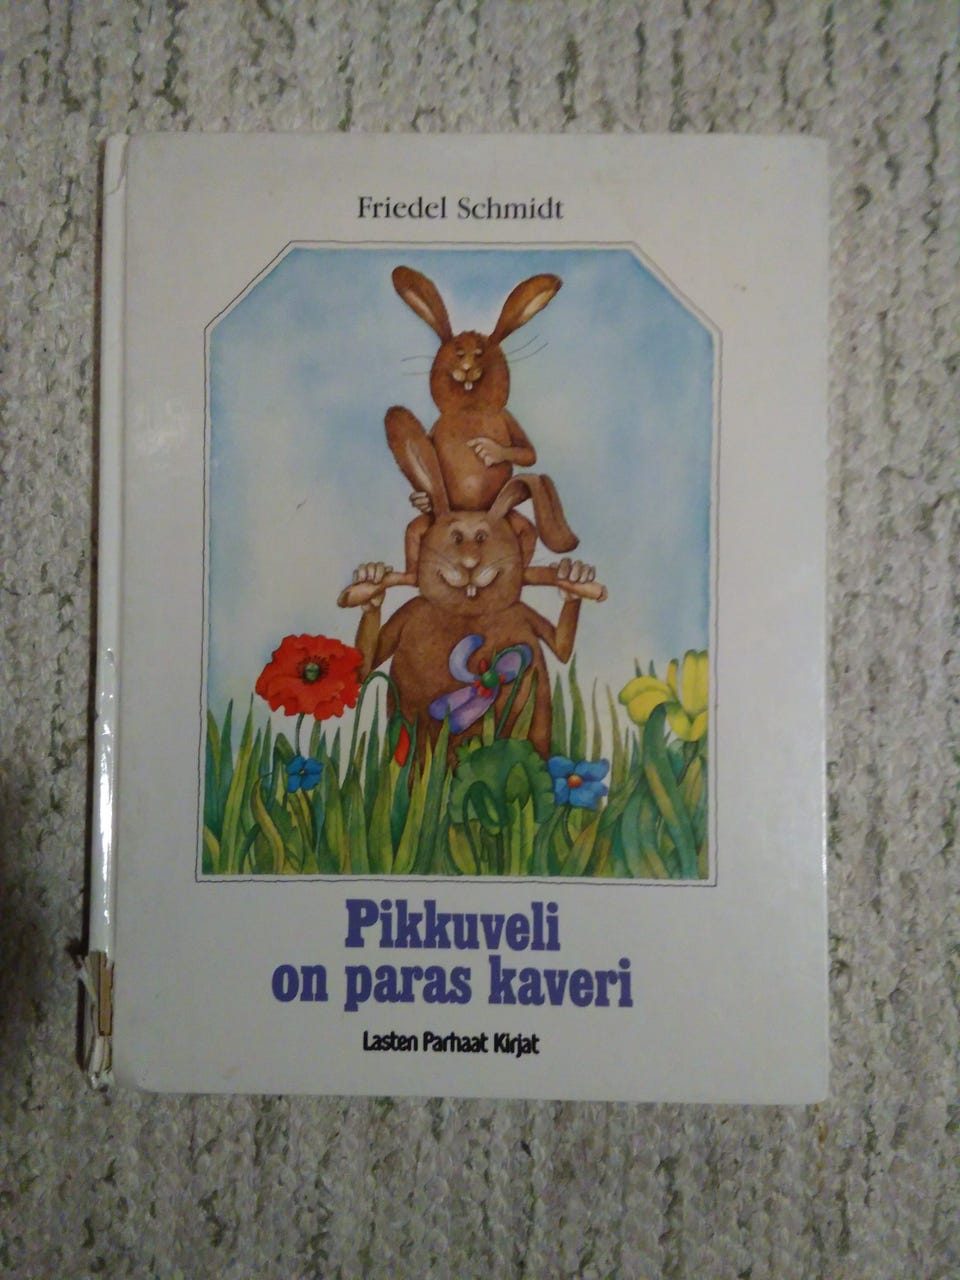 Friedel Schmidt
Pikkuveli
on paras kaveri
Lasten Parhaat Kirjat